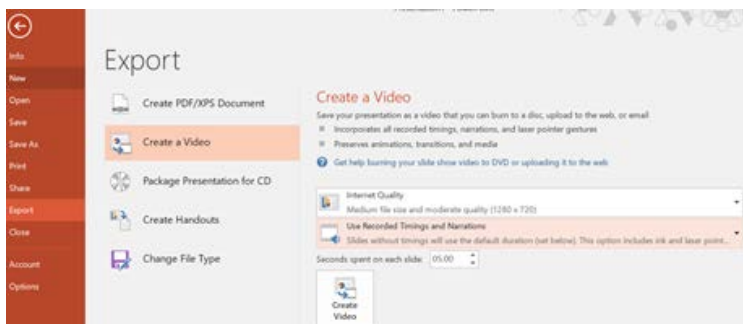 Info
New
Open
Save
Save As
Print
Share
Export
Close
Account
Options
Export
Create PDF/XPS Document
Create a Video
Package Presentation for CD
Create Handouts
Change File Type
Create a Video
Save your presentation as a video that you can burn to a disc, upload to the web, or email
Incorporates all recorded timings, narrations, and laser pointer gestures
Preserves animations, transitions, and media
Get help burning your slide show video to DVD or uploading it to the web
Internet Quality
Medium file size and moderate quality (1280 x 720)
Use Recorded Timings and Narrations
Slides without timings will use the default duration (set below). This option includes ink and laser point...
Seconds spent on each slide: 05.00
Create
Video